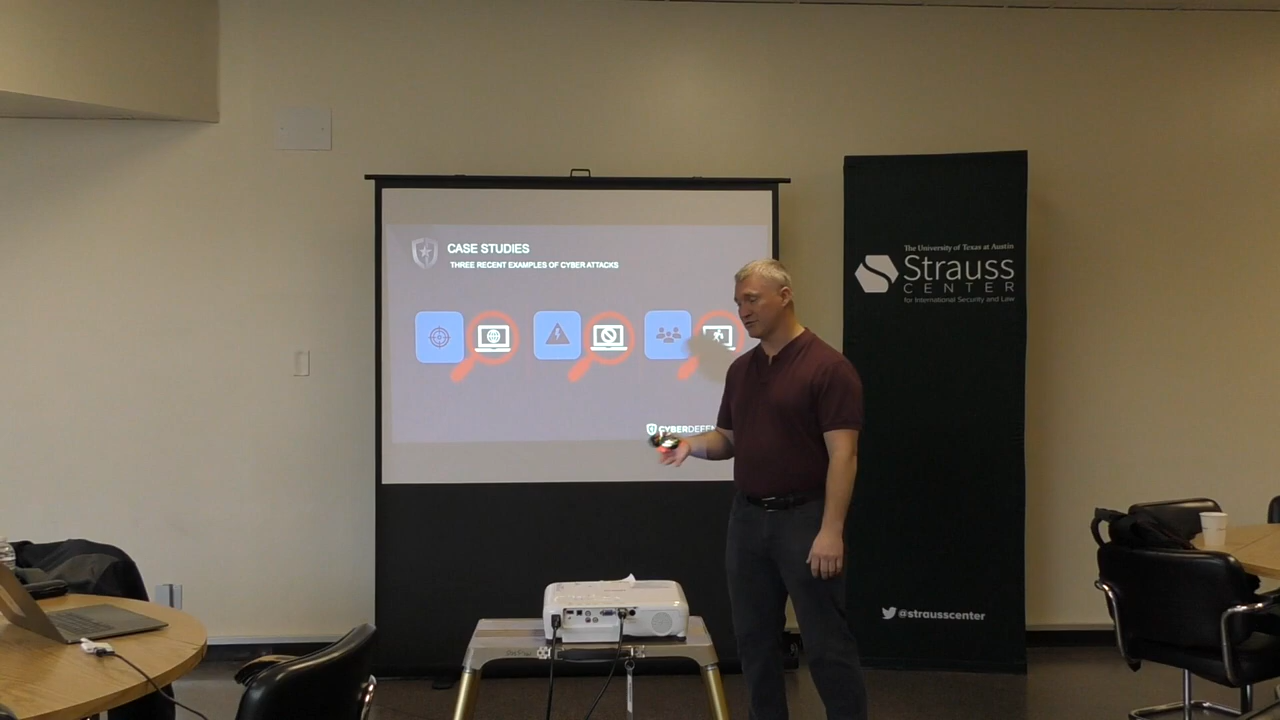 CASE STUDIES
THREE RECENT EXAMPLES OF CYBER ATTACKS
CYBERDEFEN
The University of Texas at Austin
Strauss
CENTER
for International Security and Law
@strausscenter